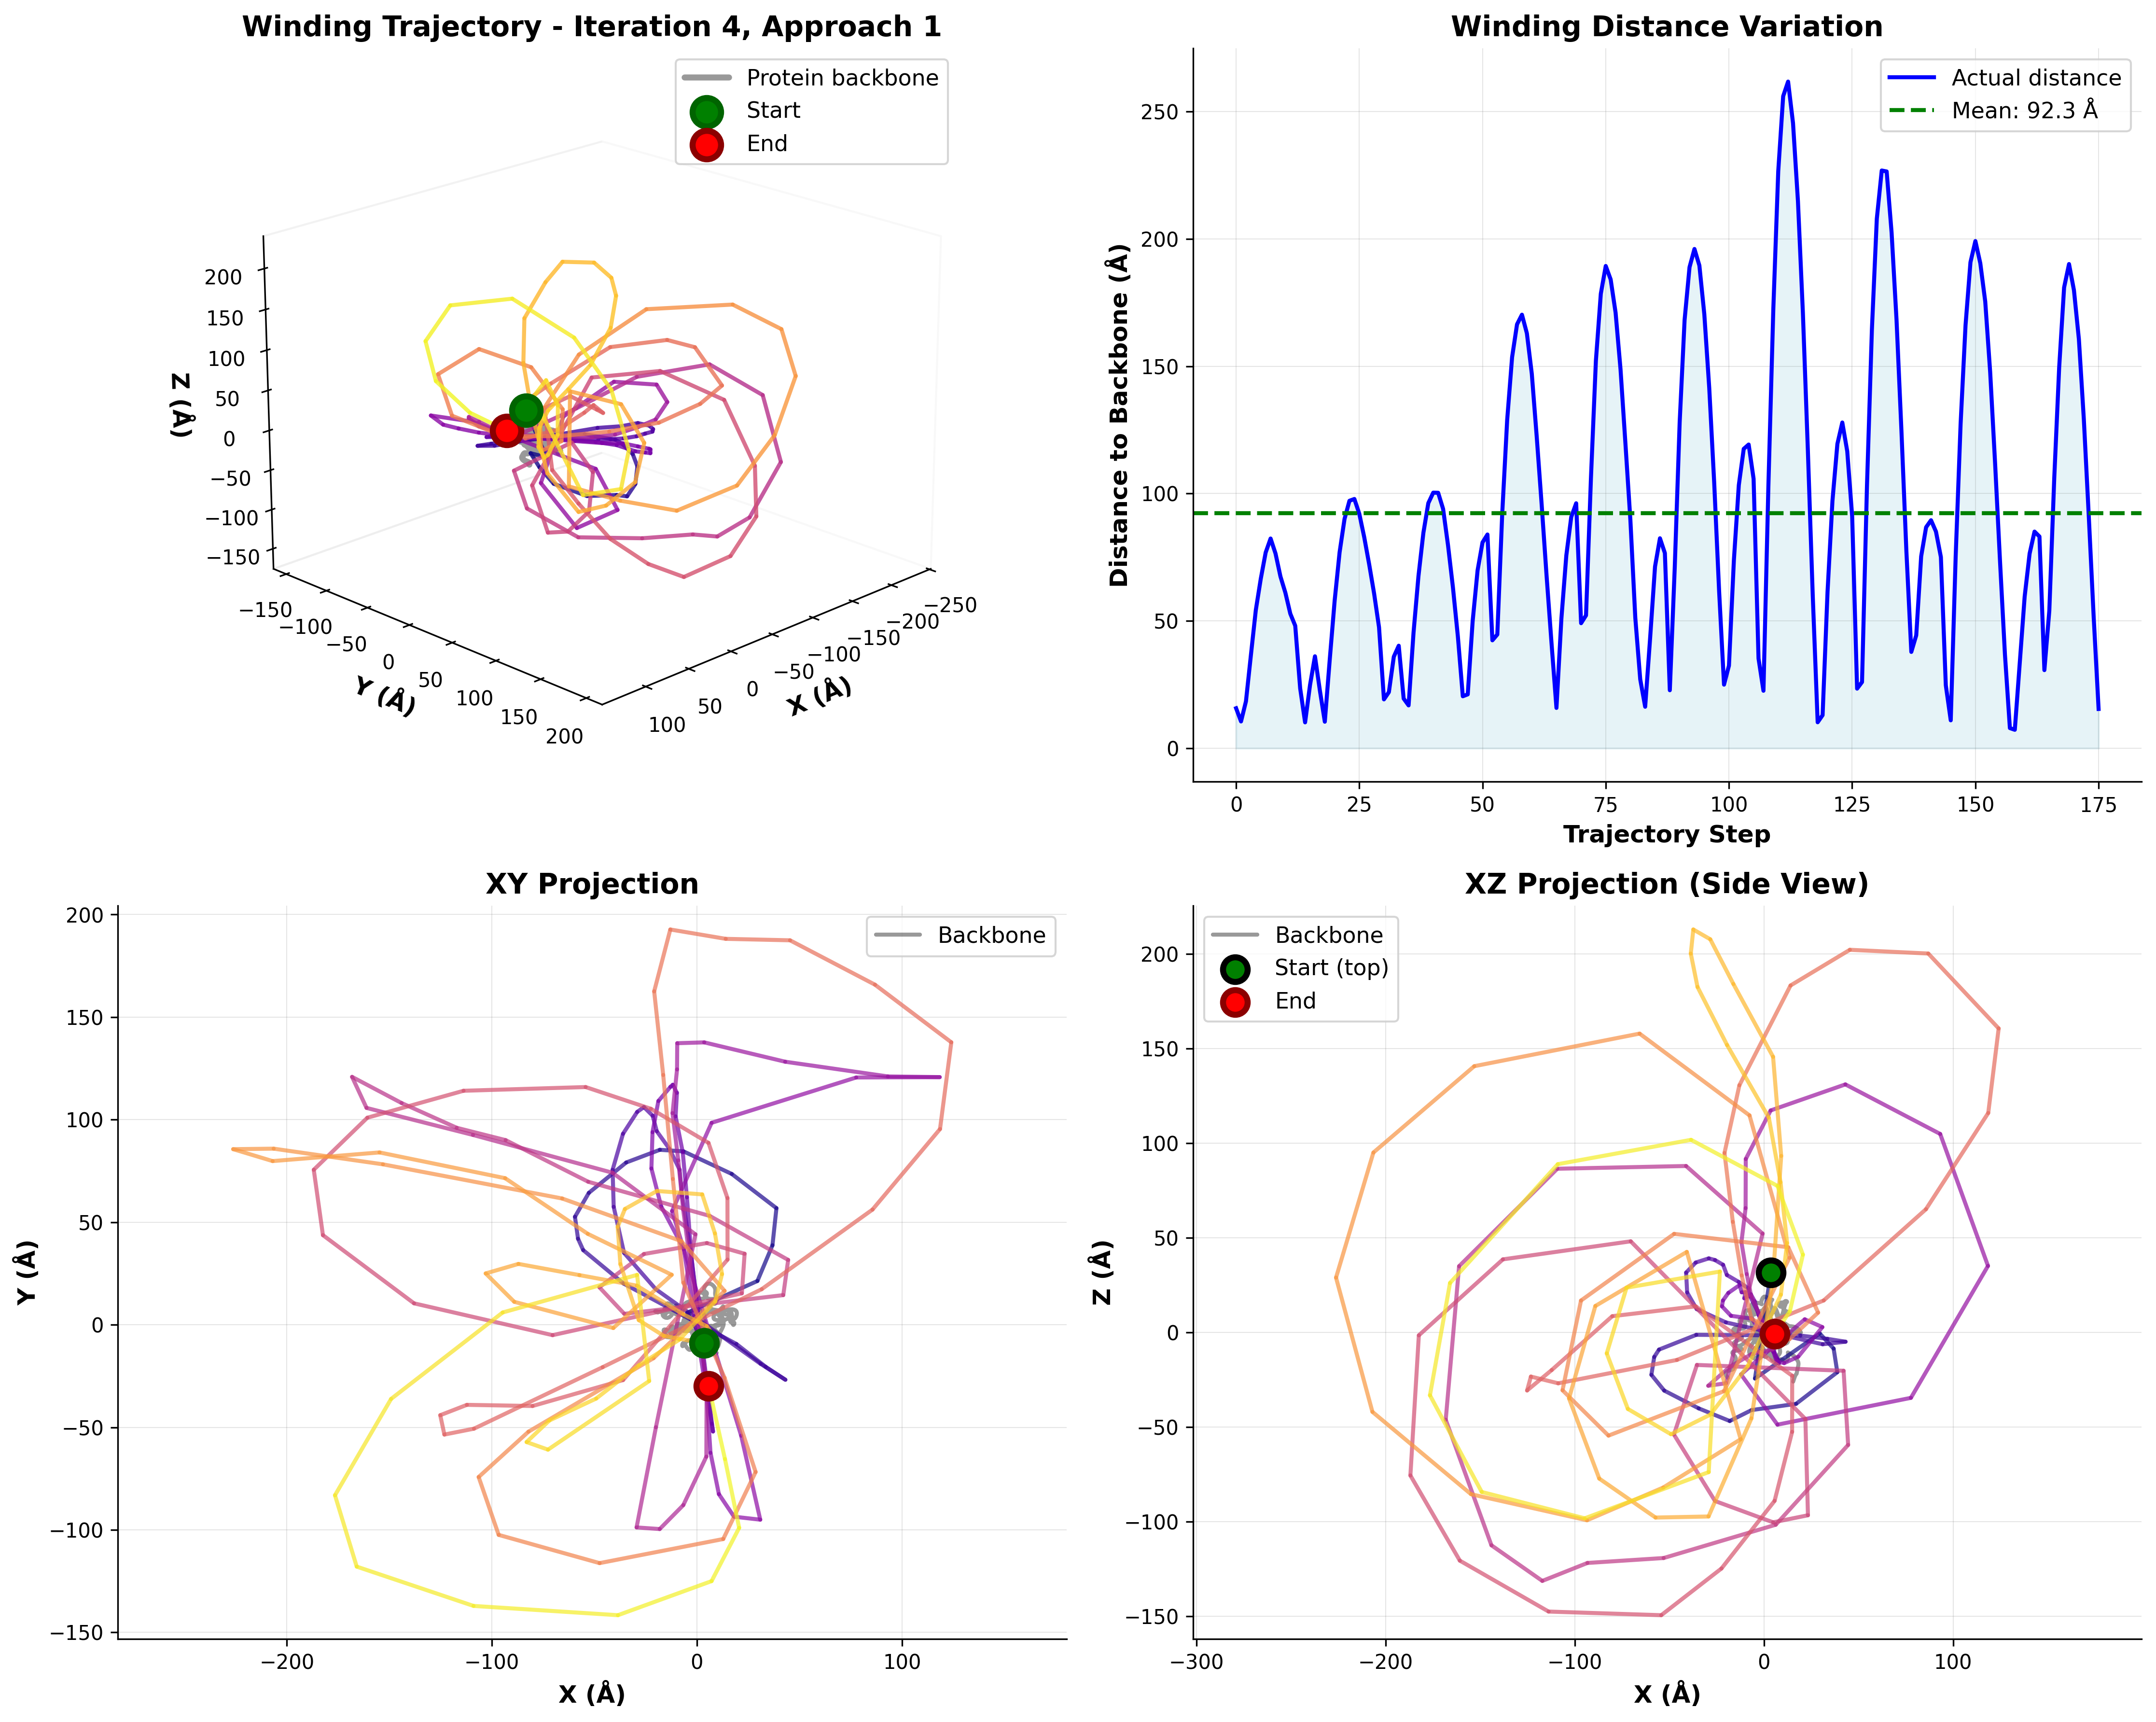 Winding Trajectory - Iteration 4, Approach 1
Protein backbone
Start
End
200
150
100
50
0
−50
−100
−150
Z (Å)
−150
−100
−50
0
50
100
150
200
Y (Å)
100
50
0
−50
−100
−150
−200
−250
X (Å)
Winding Distance Variation
Actual distance
Mean: 92.3 Å
250
200
150
100
50
0
Distance to Backbone (Å)
0
25
50
75
100
125
150
175
Trajectory Step
XY Projection
Backbone
200
150
100
50
0
−50
−100
−150
Y (Å)
−200
−100
0
100
X (Å)
XZ Projection (Side View)
Backbone
Start (top)
End
200
150
100
50
0
−50
−100
−150
Z (Å)
−300
−200
−100
0
100
X (Å)